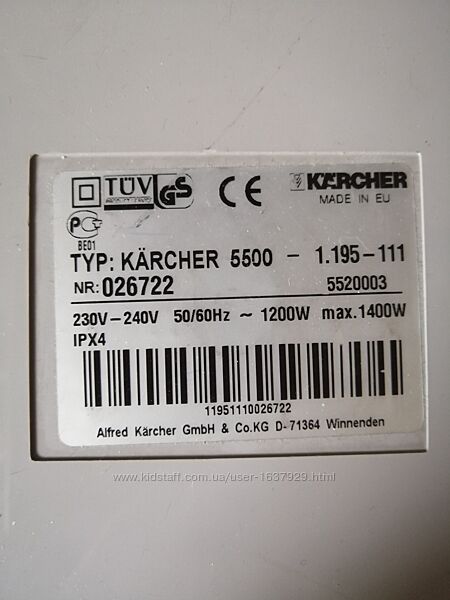 TÜV GS CE KÄRCHER
MADE IN EU
PC
BE01
TYP: KÄRCHER 5500 - 1.195-111
NR: 026722 5520003
230V-240V 50/60Hz ~ 1200W max.1400W
IPX4
11951110026722
Alfred Kärcher GmbH & Co.KG D-71364 Winnenden
www.kidstaff.com.ua/user-1637929.html